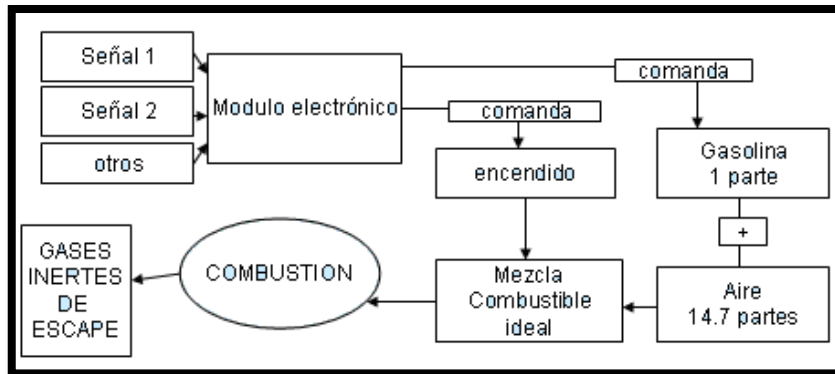 Señal 1
Señal 2
otros
Modulo electrónico
comanda
comanda
encendido
Gasolina
1 parte
+
Aire
14.7 partes
Mezcla
Combustible
ideal
COMBUSTION
GASES
INERTES
DE
ESCAPE